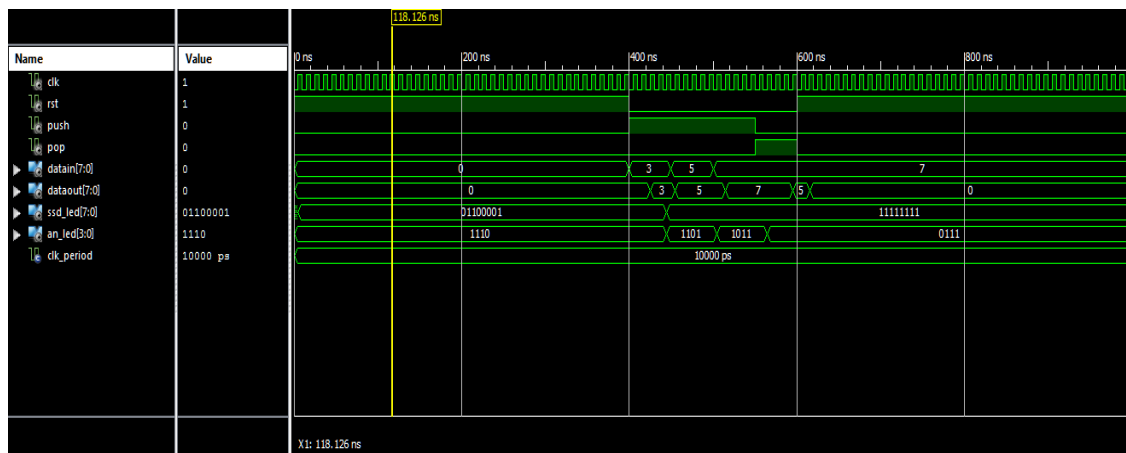 118.126 ns
Name Value 0 ns 200 ns 400 ns 600 ns 800 ns
clk 1
rst 1
push 0
pop 0
datain[7:0] 0 0 3 5 7
dataout[7:0] 0 0 3 5 7 5 0
ssd_led[7:0] 01100001 01100001 11111111
an_led[3:0] 1110 1110 1101 1011 0111
clk_period 10000 ps 10000 ps
X1: 118.126 ns